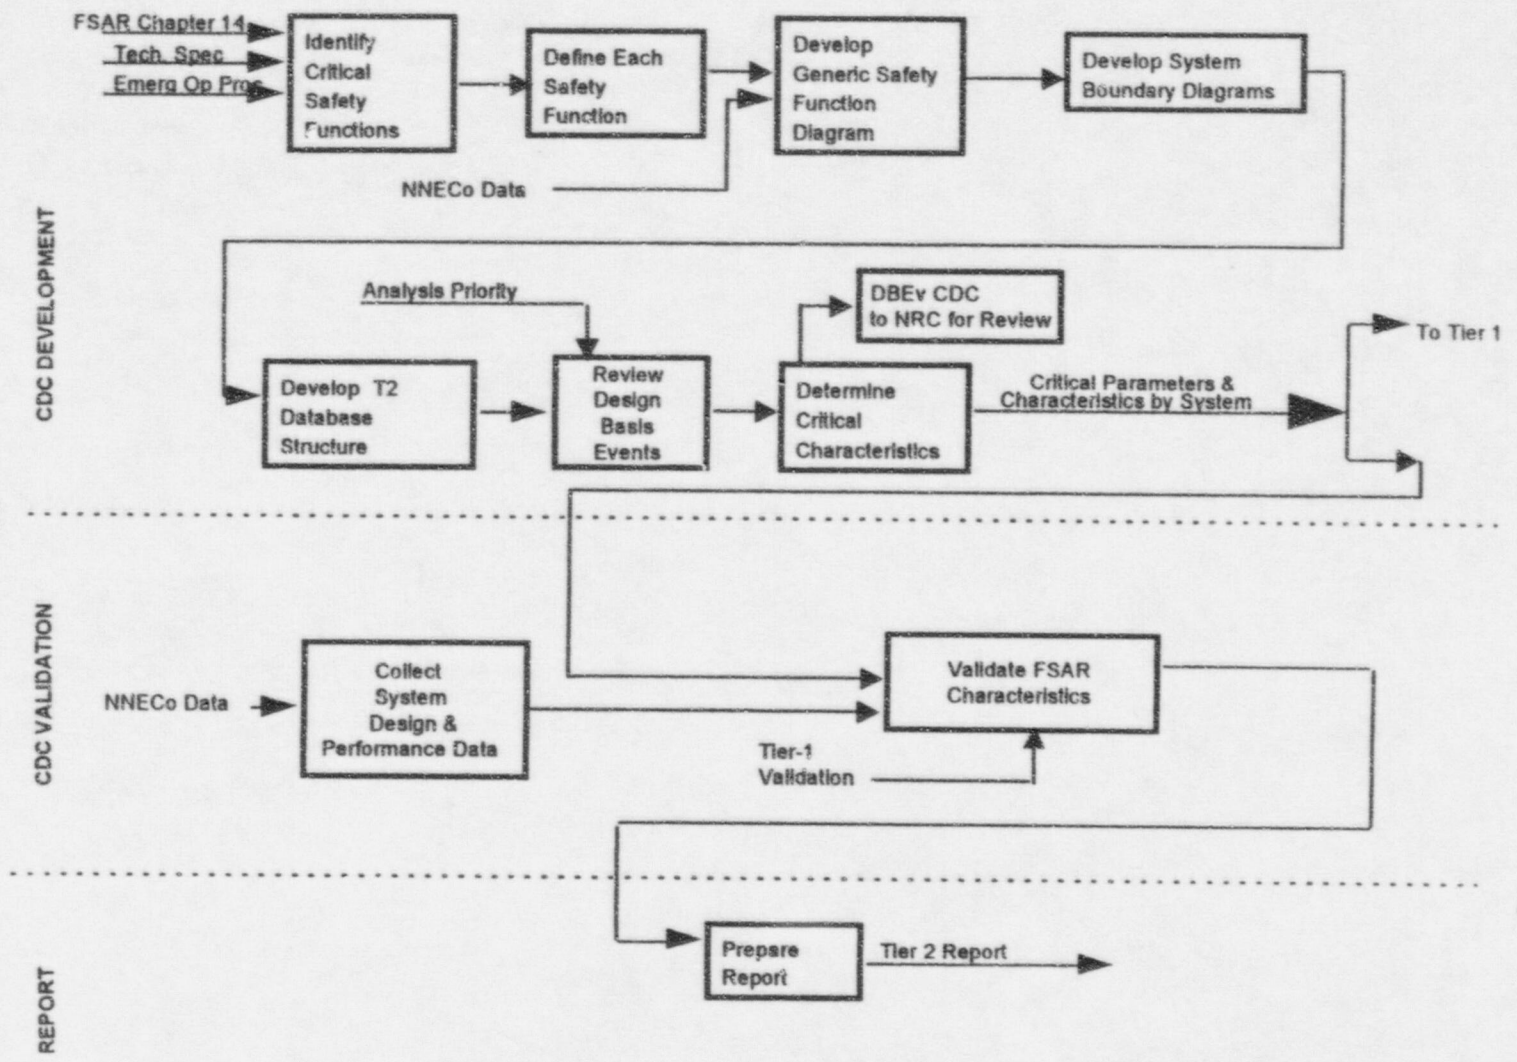 FSAR Chapter 14
Tech. Spec
Emerg Op Proc
Identify
Critical
Safety
Functions
Define Each
Safety
Function
Develop
Generic Safety
Function
Diagram
Develop System
Boundary Diagrams
NNECo Data
CDC DEVELOPMENT
Analysis Priority
DBEv CDC
to NRC for Review
To Tier 1
Develop T2
Database
Structure
Review
Design
Basis
Events
Determine
Critical
Characteristics
Critical Parameters &
Characteristics by System
CDC VALIDATION
NNECo Data
Collect
System
Design &
Performance Data
Validate FSAR
Characteristics
Tier-1
Validation
REPORT
Prepare
Report
Tier 2 Report